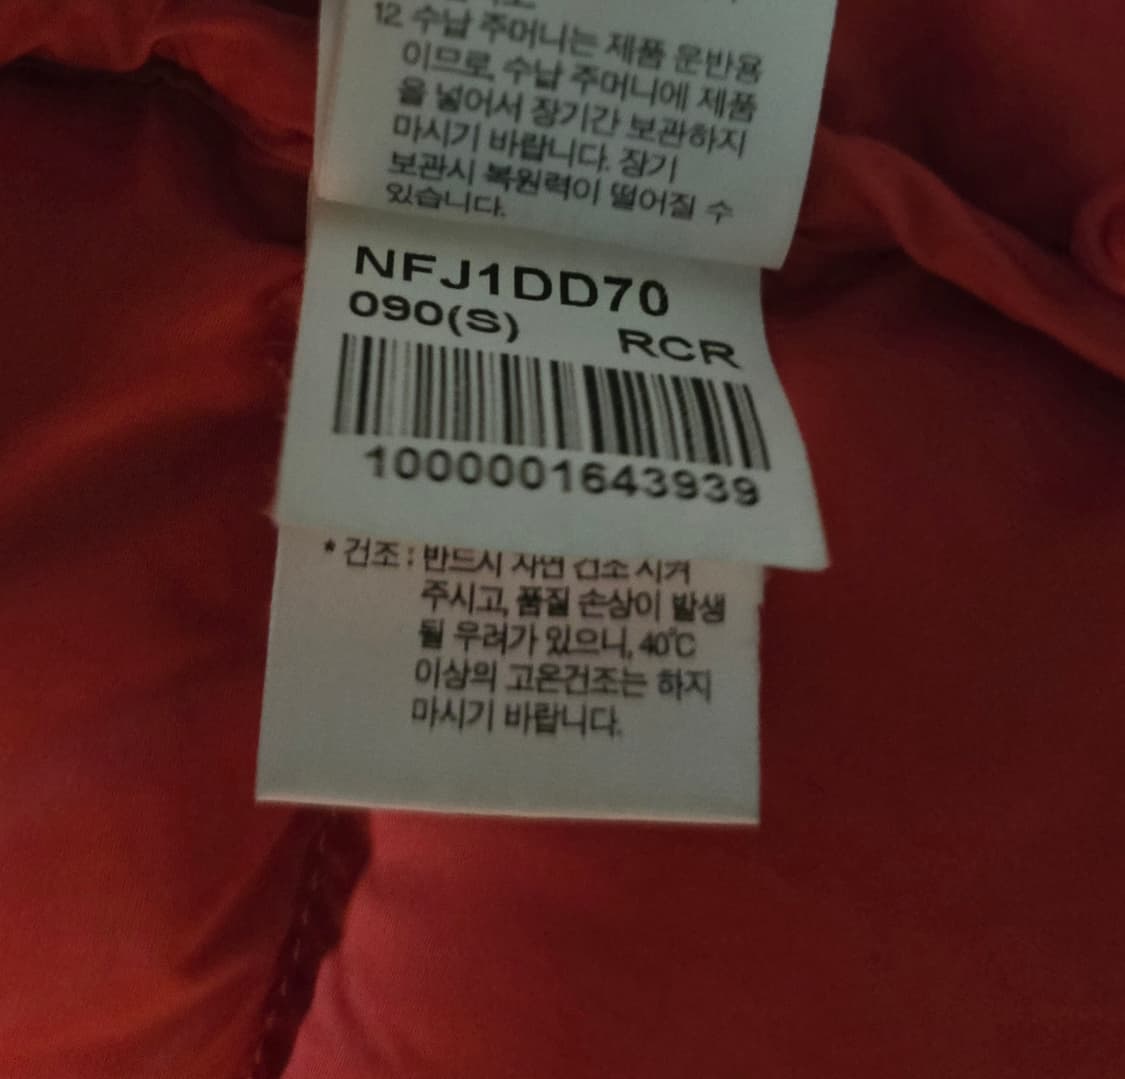 12 수납 주머니는 제품 운반용
이므로, 수납 주머니에 제품
을 넣어서 장기간 보관하지
마시기 바랍니다. 장기
보관시 복원력이 떨어질 수
있습니다.
NFJ1DD70
090(S) RCR
1000001643939
* 건조 : 반드시 자연 건조 시켜
주시고, 품질 손상이 발생
될 우려가 있으니, 40℃
이상의 고온건조는 하지
마시기 바랍니다.